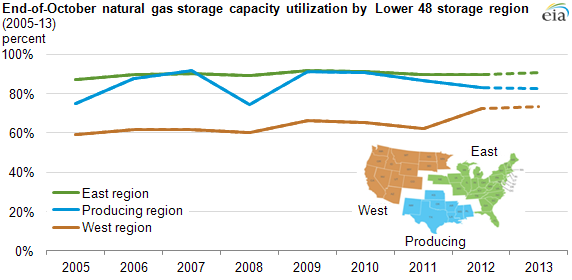 End-of-October natural gas storage capacity utilization by Lower 48 storage region
(2005-13)
percent
eia
100%
80%
60%
40%
20%
0%
East region
Producing region
West region
East
West
Producing
2005 2006 2007 2008 2009 2010 2011 2012 2013